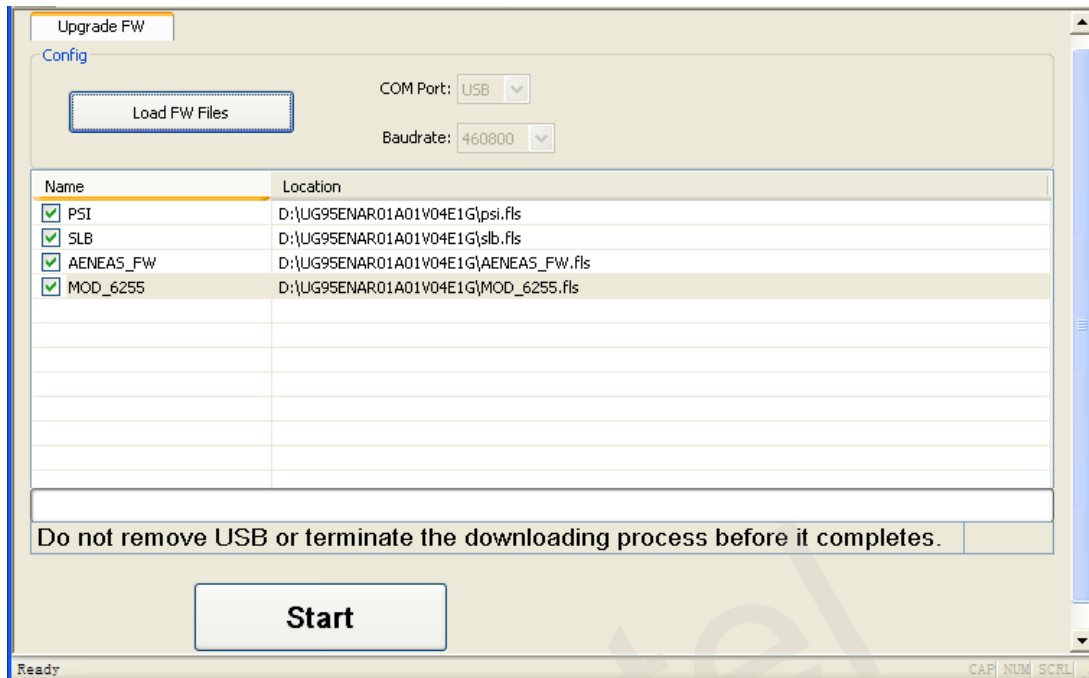 Upgrade FW
Config
Load FW Files
COM Port: USB
Baudrate: 460800
Name Location
PSI D:\UG95ENAR01A01V04E1G\psi.fls
SLB D:\UG95ENAR01A01V04E1G\slb.fls
AENEAS_FW D:\UG95ENAR01A01V04E1G\AENEAS_FW.fls
MOD_6255 D:\UG95ENAR01A01V04E1G\MOD_6255.fls
Do not remove USB or terminate the downloading process before it completes.
Start
Ready CAP NUM SCRL